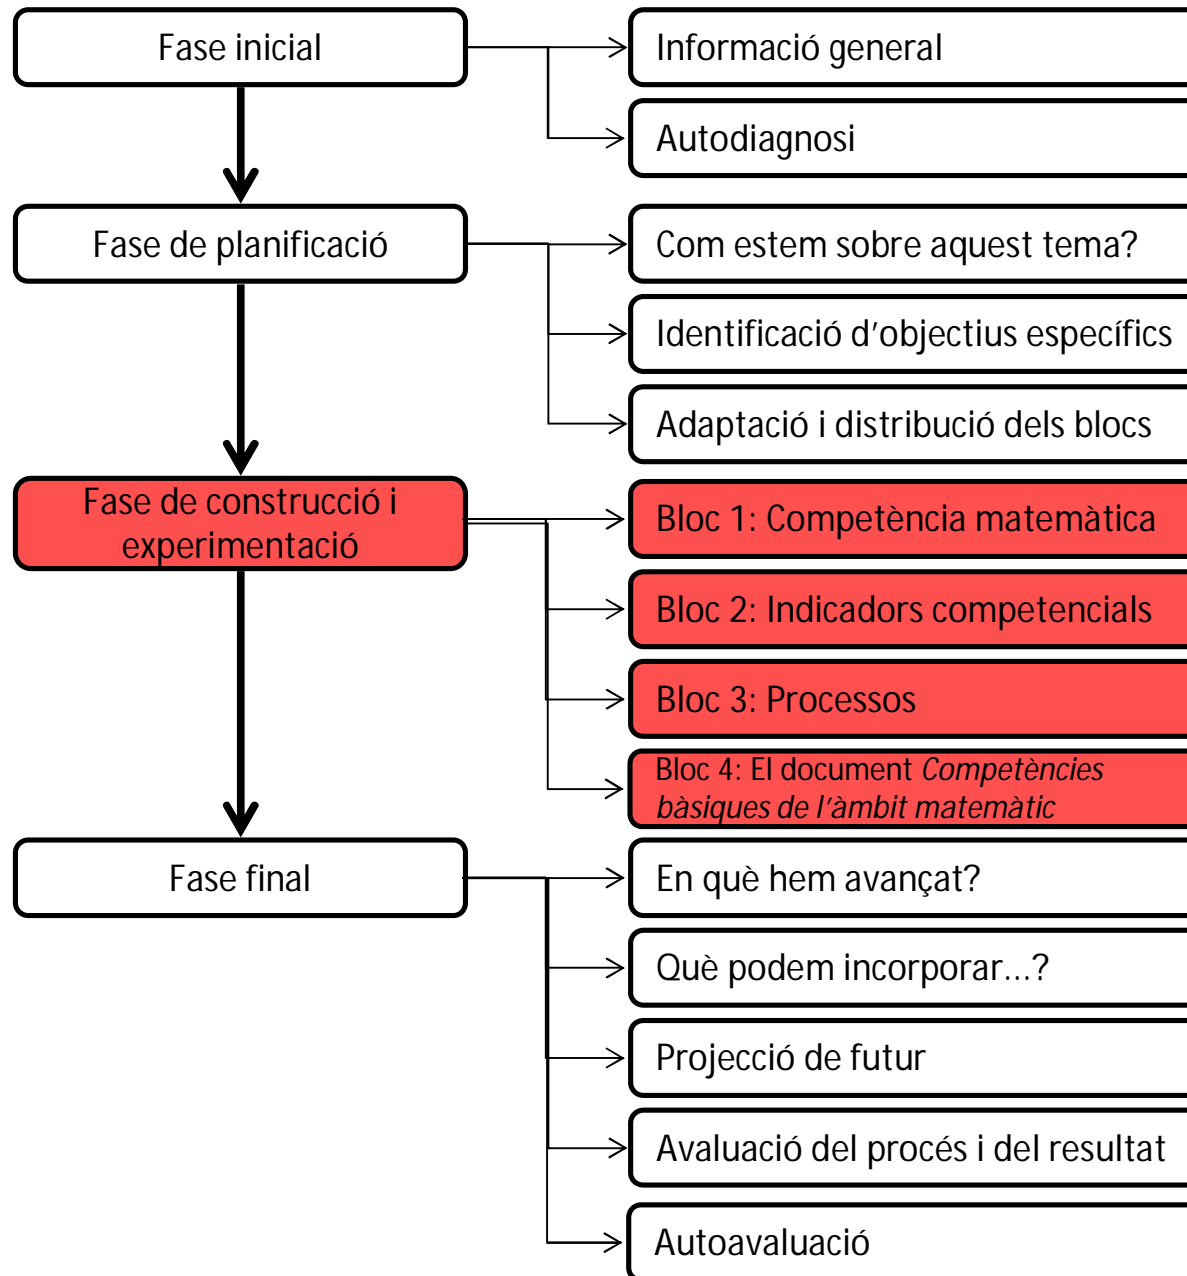 Fase inicial
Informació general
Autodiagnosi
Fase de planificació
Com estem sobre aquest tema?
Identificació d’objectius específics
Adaptació i distribució dels blocs
Fase de construcció i
experimentació
Bloc 1: Competència matemàtica
Bloc 2: Indicadors competencials
Bloc 3: Processos
Bloc 4: El document Competències
bàsiques de l’àmbit matemàtic
Fase final
En què hem avançat?
Què podem incorporar...?
Projecció de futur
Avaluació del procés i del resultat
Autoavaluació